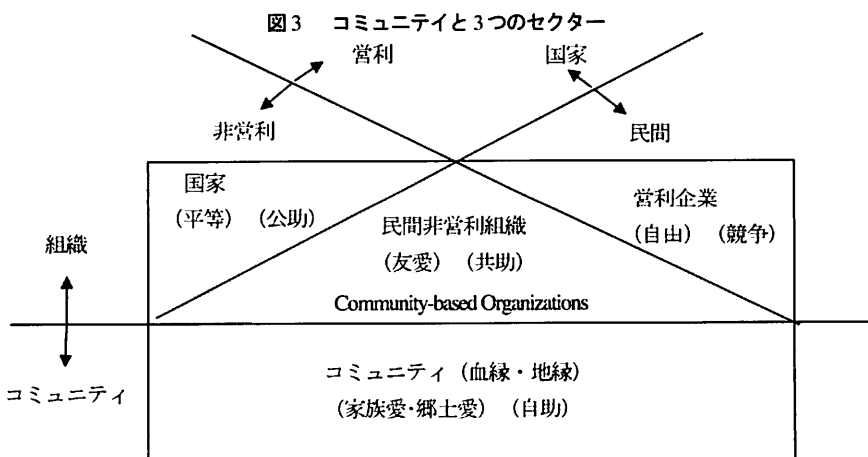 図3 コミュニテイと3つのセクター
営利 国家
非営利 民間
国家
(平等) (公助)
営利企業
(自由) (競争)
民間非営利組織
(友愛) (共助)
組織
Community-based Organizations
コミュニティ
コミュニティ (血縁・地縁)
(家族愛・郷土愛) (自助)